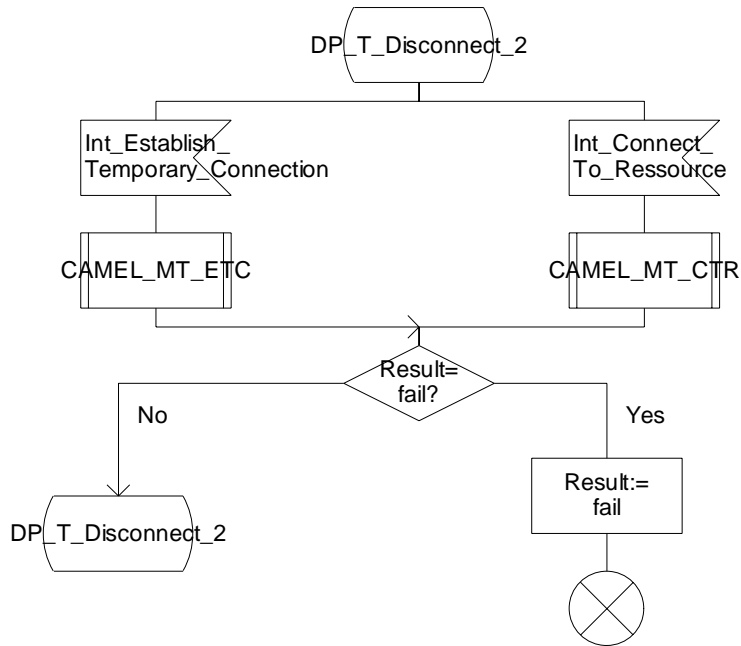 DP_T_Disconnect_2
Int_Establish_
Temporary_Connection
Int_Connect_
To_Ressource
CAMEL_MT_ETC
CAMEL_MT_CTR
Result=
fail?
No
Yes
Result:=
fail
DP_T_Disconnect_2